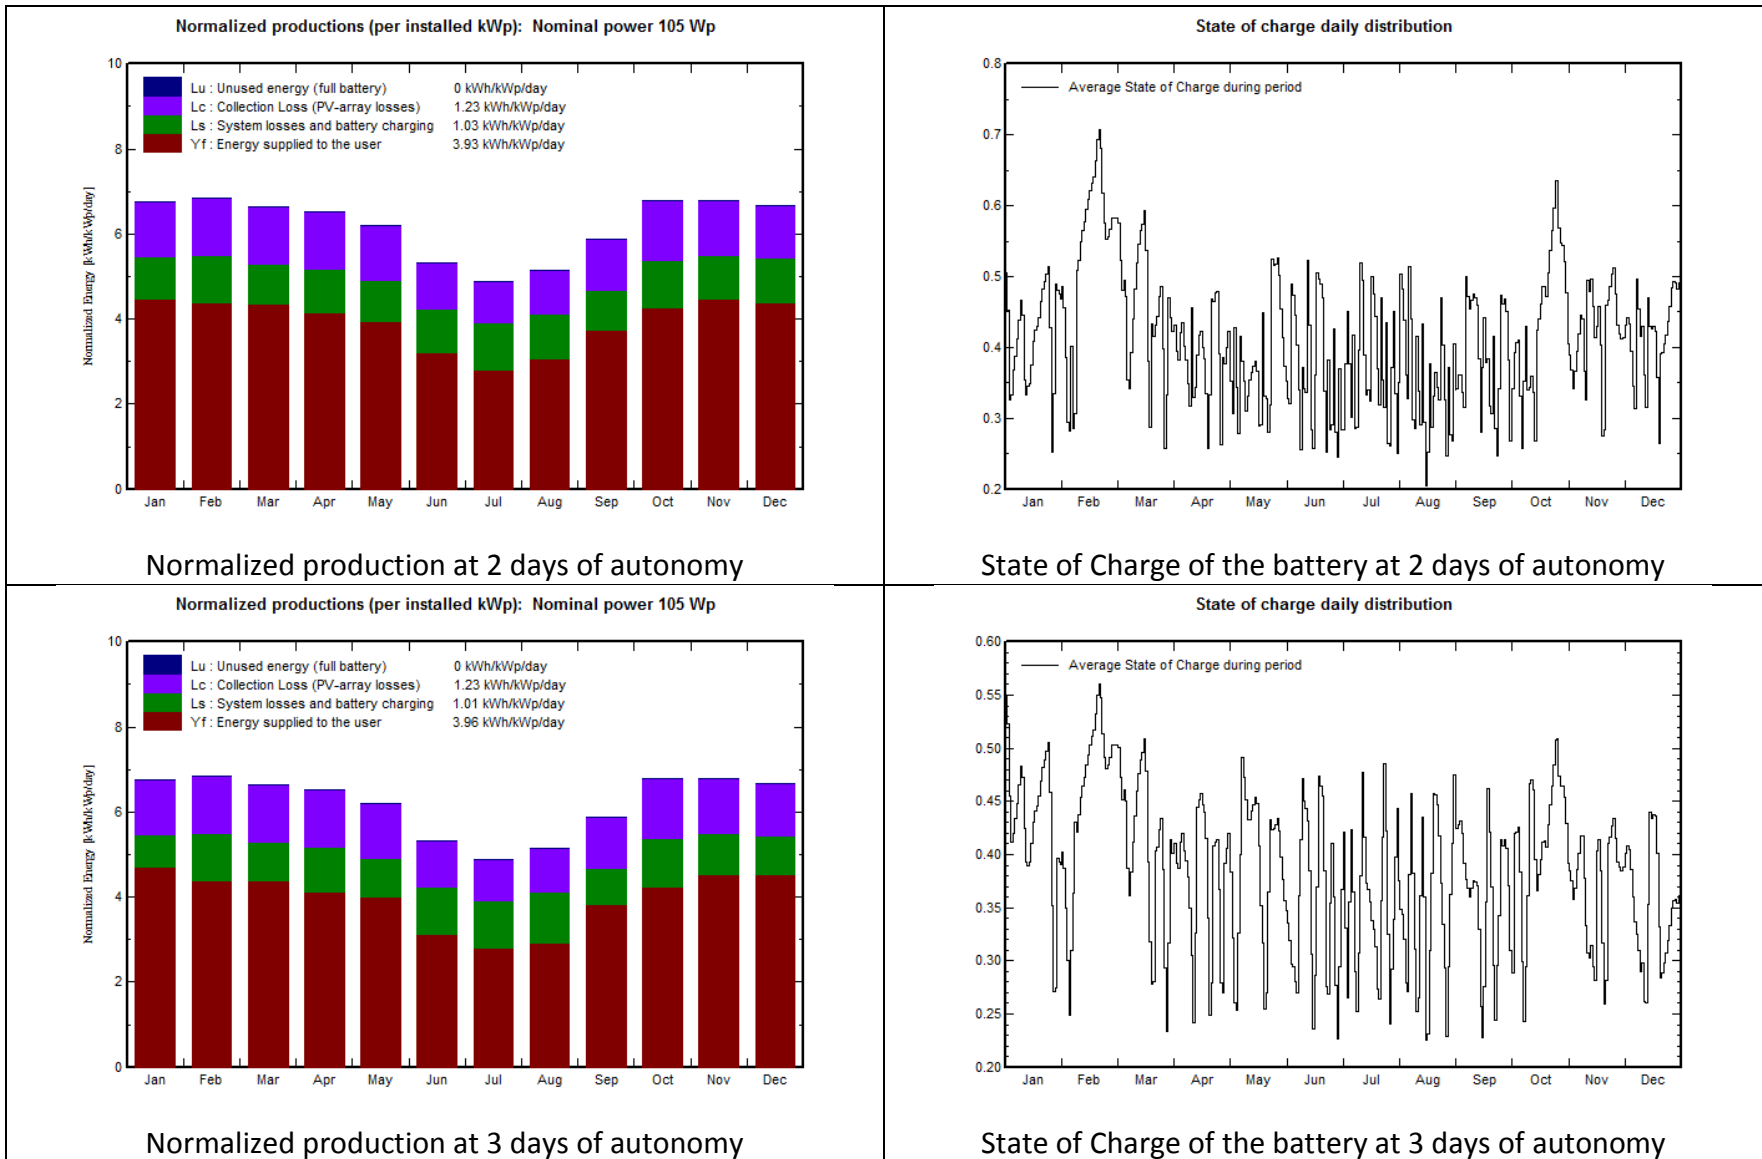 Normalized productions (per installed kWp): Nominal power 105 Wp
10
8
6
4
2
0
Normalized Energy [kWh/kWp/day]
Lu : Unused energy (full battery) 0 kWh/kWp/day
Lc : Collection Loss (PV-array losses) 1.23 kWh/kWp/day
Ls : System losses and battery charging 1.03 kWh/kWp/day
Yf : Energy supplied to the user 3.93 kWh/kWp/day
Jan Feb Mar Apr May Jun Jul Aug Sep Oct Nov Dec
Normalized production at 2 days of autonomy
State of charge daily distribution
0.8
0.7
0.6
0.5
0.4
0.3
0.2
Average State of Charge during period
Jan Feb Mar Apr May Jun Jul Aug Sep Oct Nov Dec
State of Charge of the battery at 2 days of autonomy
Normalized productions (per installed kWp): Nominal power 105 Wp
10
8
6
4
2
0
Normalized Energy [kWh/kWp/day]
Lu : Unused energy (full battery) 0 kWh/kWp/day
Lc : Collection Loss (PV-array losses) 1.23 kWh/kWp/day
Ls : System losses and battery charging 1.01 kWh/kWp/day
Yf : Energy supplied to the user 3.96 kWh/kWp/day
Jan Feb Mar Apr May Jun Jul Aug Sep Oct Nov Dec
Normalized production at 3 days of autonomy
State of charge daily distribution
0.60
0.55
0.50
0.45
0.40
0.35
0.30
0.25
0.20
Average State of Charge during period
Jan Feb Mar Apr May Jun Jul Aug Sep Oct Nov Dec
State of Charge of the battery at 3 days of autonomy